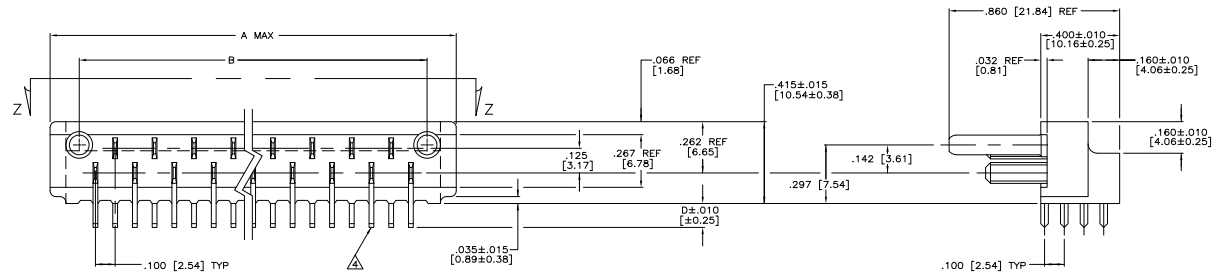 .860 [21.84] REF
A MAX
.400±.010
[10.16±0.25]
B
.066 REF
[1.68]
.032 REF
[0.81]
.160±.010
[4.06±0.25]
.415±.015
[10.54±0.38]
Z
Z
.160±.010
[4.06±0.25]
.125
[3.17]
.267 REF
[6.78]
.262 REF
[6.65]
.142 [3.61]
.297 [7.54]
D±.010
[±0.25]
.035±.015
[0.89±0.38]
4
.100 [2.54] TYP
.100 [2.54] TYP